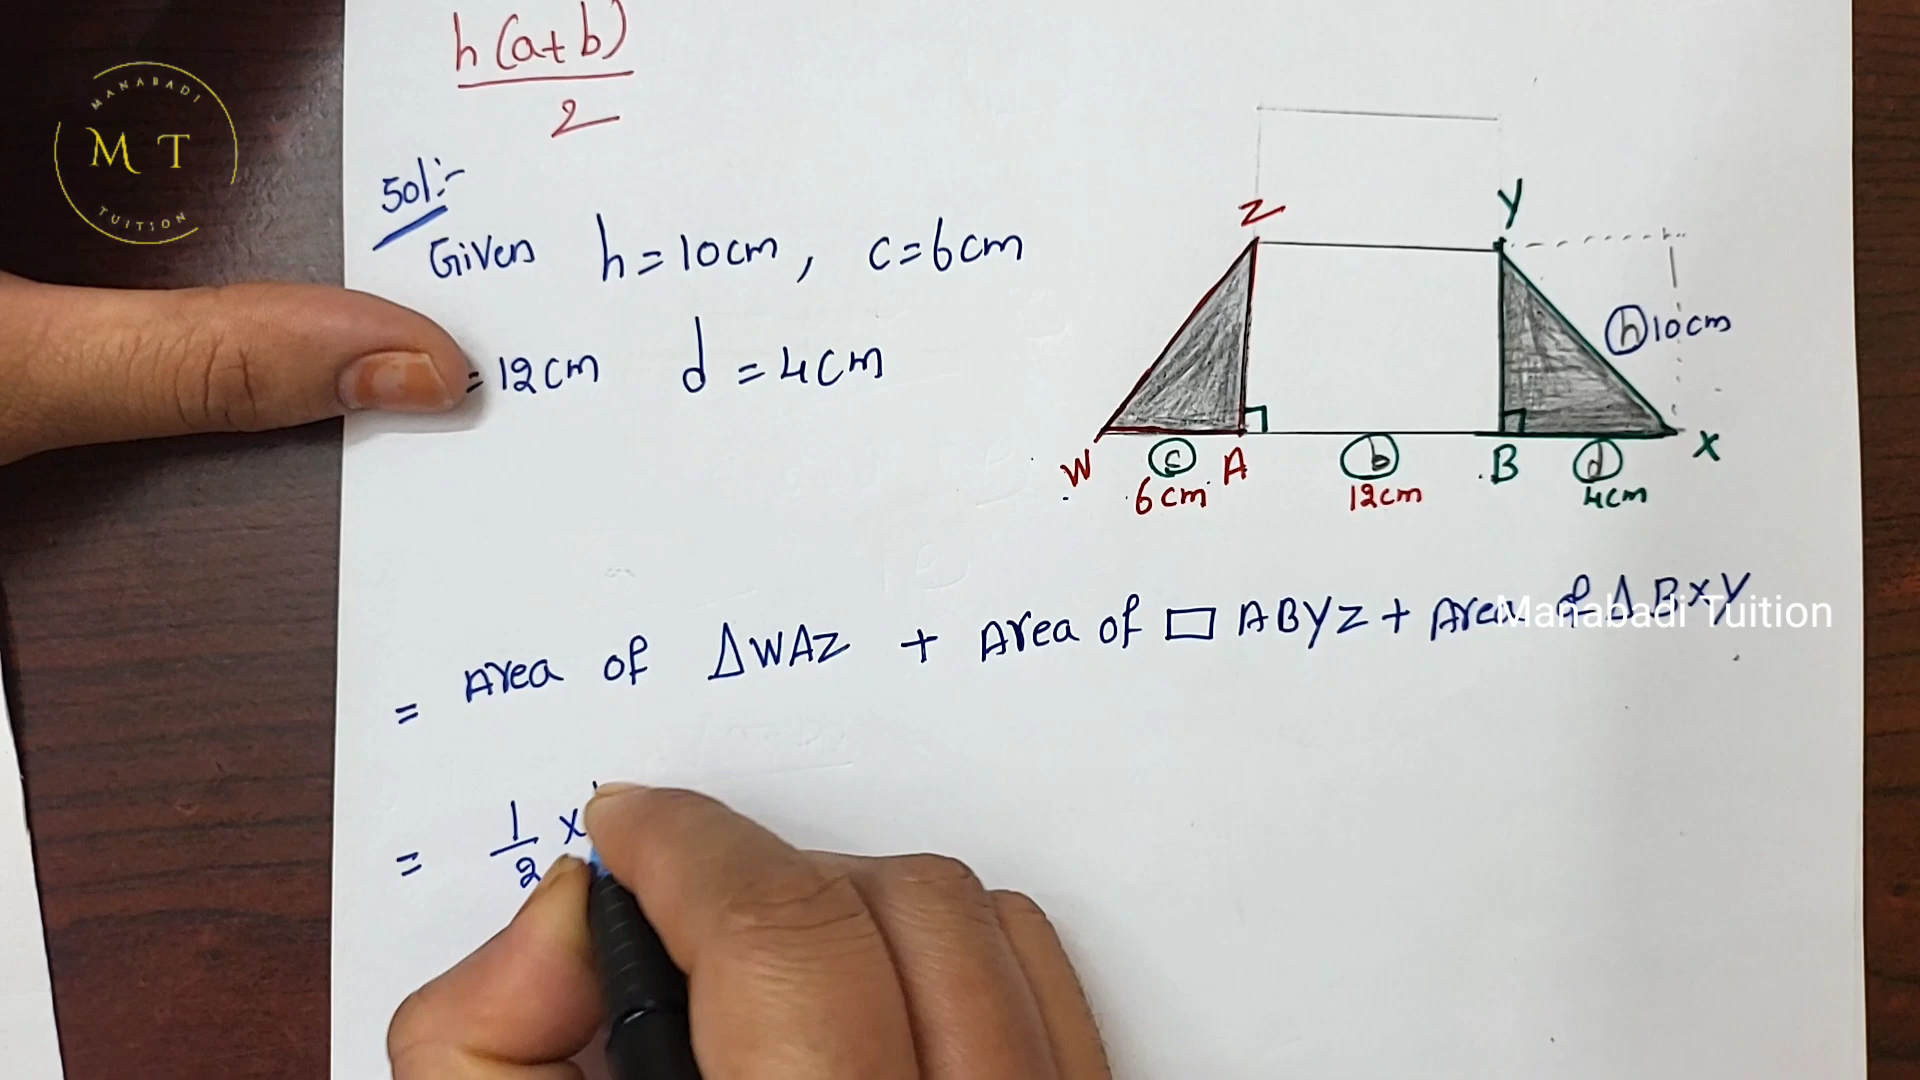 h(a+b)
2
MANABADI
M T
TUITION
Sol:-
Given h=10cm, c=6cm
=12cm d=4cm
Z Y
h 10cm
W c A b B d X
6cm 12cm 4cm
= Area of ΔWAZ + Area of □ ABYZ + Area of ΔBXY
Manabadi Tuition
= 1/2 ×